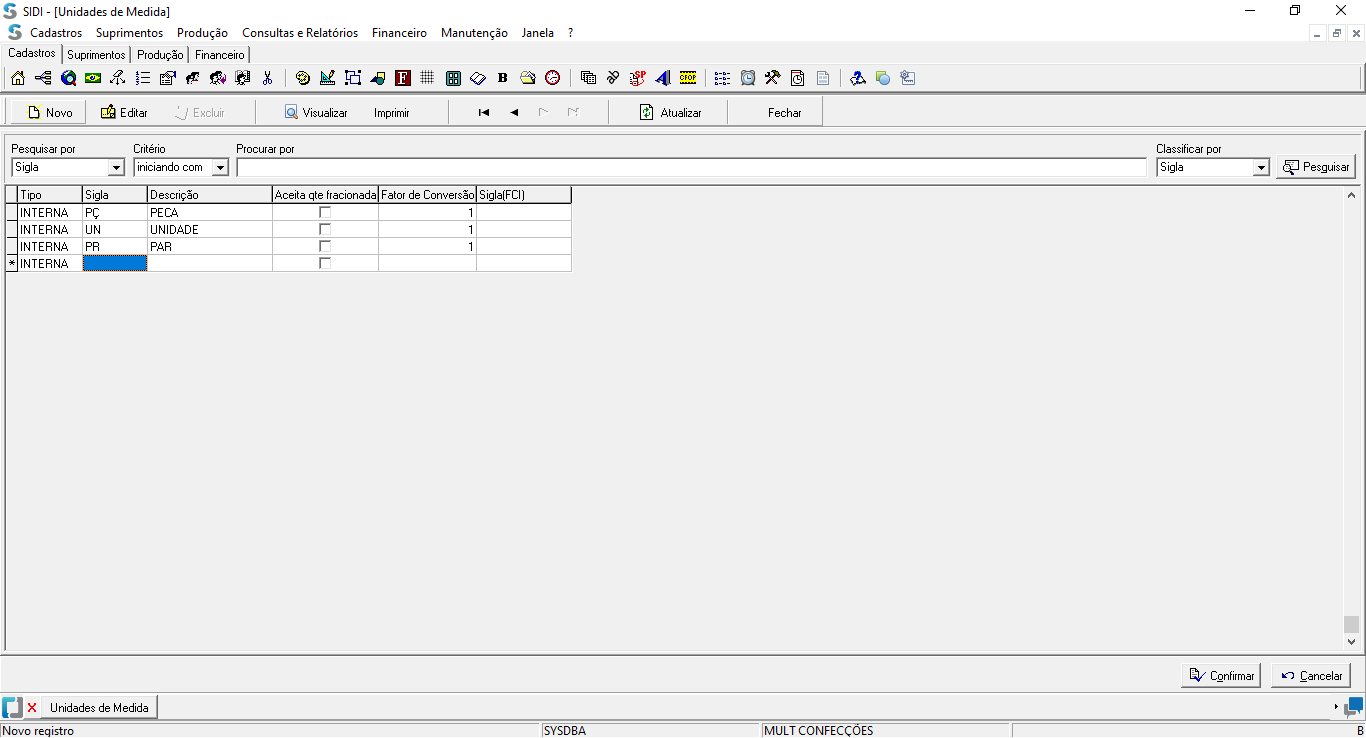 SIDI - [Unidades de Medida]
Cadastros Suprimentos Produção Consultas e Relatórios Financeiro Manutenção Janela ?
Cadastros Suprimentos Produção Financeiro
F B SP CFOP
Novo Editar Excluir Visualizar Imprimir Atualizar Fechar
Pesquisar por Critério Procurar por Classificar por
Sigla iniciando com Sigla Pesquisar
Tipo Sigla Descrição Aceita qte fracionada Fator de Conversão Sigla(FCI)
INTERNA PÇ PECA 1
INTERNA UN UNIDADE 1
INTERNA PR PAR 1
* INTERNA
Confirmar Cancelar
Unidades de Medida
Novo registro SYSDBA MULT CONFECÇÕES B